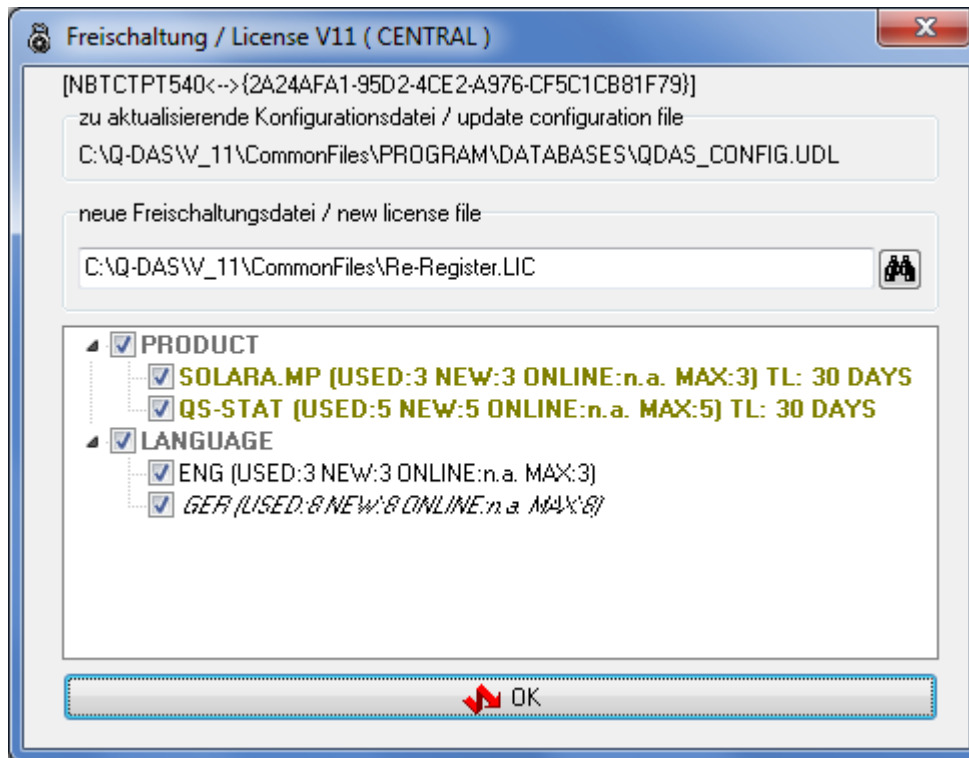 Freischaltung / License V11 ( CENTRAL )
[NBTCTPT540<-->{2A24AFA1-95D2-4CE2-A976-CF5C1CB81F79}]
zu aktualisierende Konfigurationsdatei / update configuration file
C:\Q-DAS\V_11\CommonFiles\PROGRAM\DATABASES\QDAS_CONFIG.UDL
neue Freischaltungsdatei / new license file
C:\Q-DAS\V_11\CommonFiles\Re-Register.LIC
PRODUCT
SOLARA.MP (USED:3 NEW:3 ONLINE:n.a. MAX:3) TL: 30 DAYS
QS-STAT (USED:5 NEW:5 ONLINE:n.a. MAX:5) TL: 30 DAYS
LANGUAGE
ENG (USED:3 NEW:3 ONLINE:n.a. MAX:3)
GER (USED:8 NEW:8 ONLINE:n.a. MAX:8)
OK